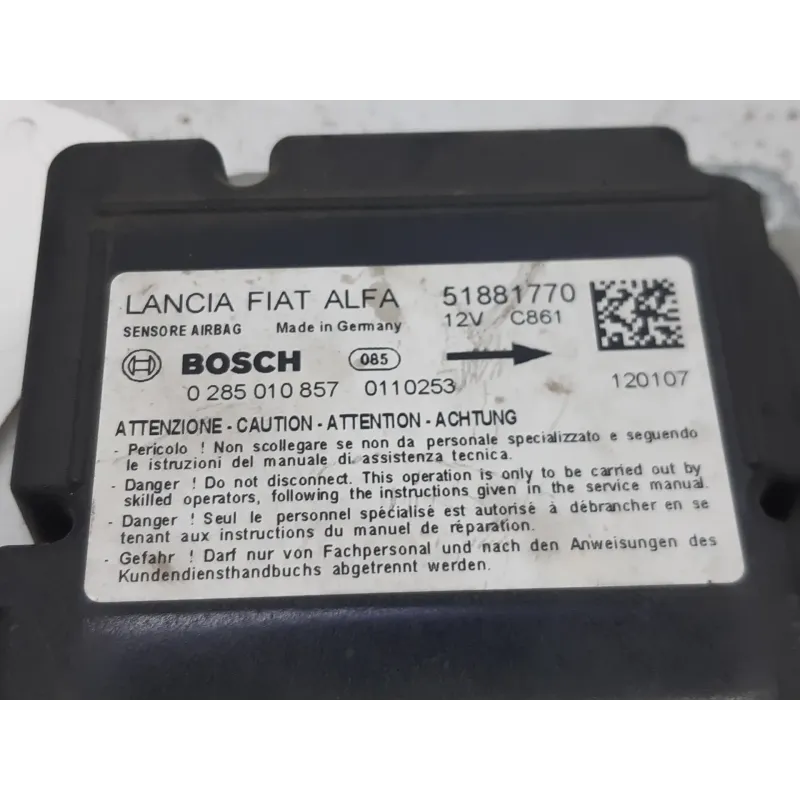 LANCIA FIAT ALFA 51881770
SENSORE AIRBAG Made in Germany 12V C861
BOSCH 085
0 285 010 857 0110253 120107
ATTENZIONE - CAUTION - ATTENTION - ACHTUNG
- Pericolo ! Non scollegare se non da personale specializzato e seguendo
le istruzioni del manuale di assistenza tecnica.
- Danger ! Do not disconnect. This operation is only to be carried out by
skilled operators, following the instructions given in the service manual.
- Danger ! Seul le personnel spécialisé est autorisé à débrancher en se
tenant aux instructions du manuel de réparation.
- Gefahr ! Darf nur von Fachpersonal und nach den Anweisungen des
Kundendiensthandbuchs abgetrennt werden.